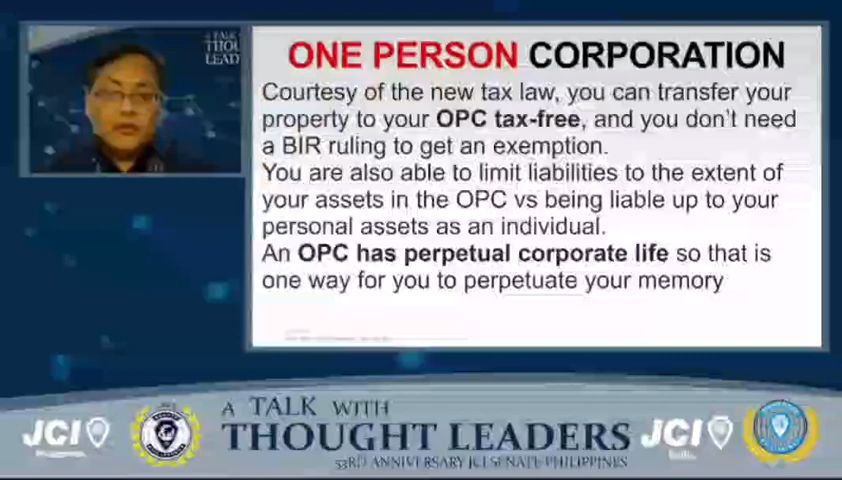 A TALK
THOU
LEAD
ONE PERSON CORPORATION
Courtesy of the new tax law, you can transfer your
property to your OPC tax-free, and you don't need
a BIR ruling to get an exemption.
You are also able to limit liabilities to the extent of
your assets in the OPC vs being liable up to your
personal assets as an individual.
An OPC has perpetual corporate life so that is
one way for you to perpetuate your memory
JCI
A TALK WITH
THOUGHT LEADERS
53RD ANNIVERSARY JCI SENATE PHILIPPINES
JCI